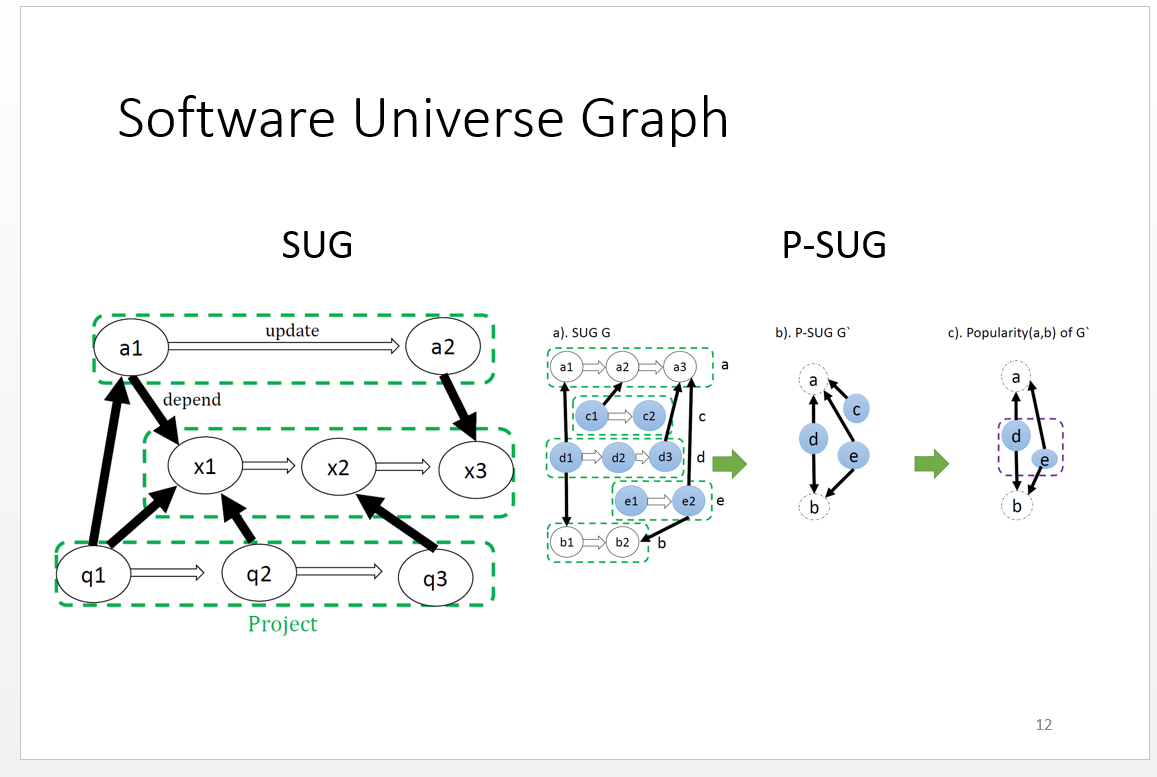 Software Universe Graph
SUG
P-SUG
a1
update
a2
depend
x1
x2
x3
q1
q2
q3
Project
a). SUG G
a1
a2
a3
a
c1
c2
c
d1
d2
d3
d
e1
e2
e
b1
b2
b
b). P-SUG G`
a
c
d
e
b
c). Popularity(a,b) of G`
a
d
e
b
12